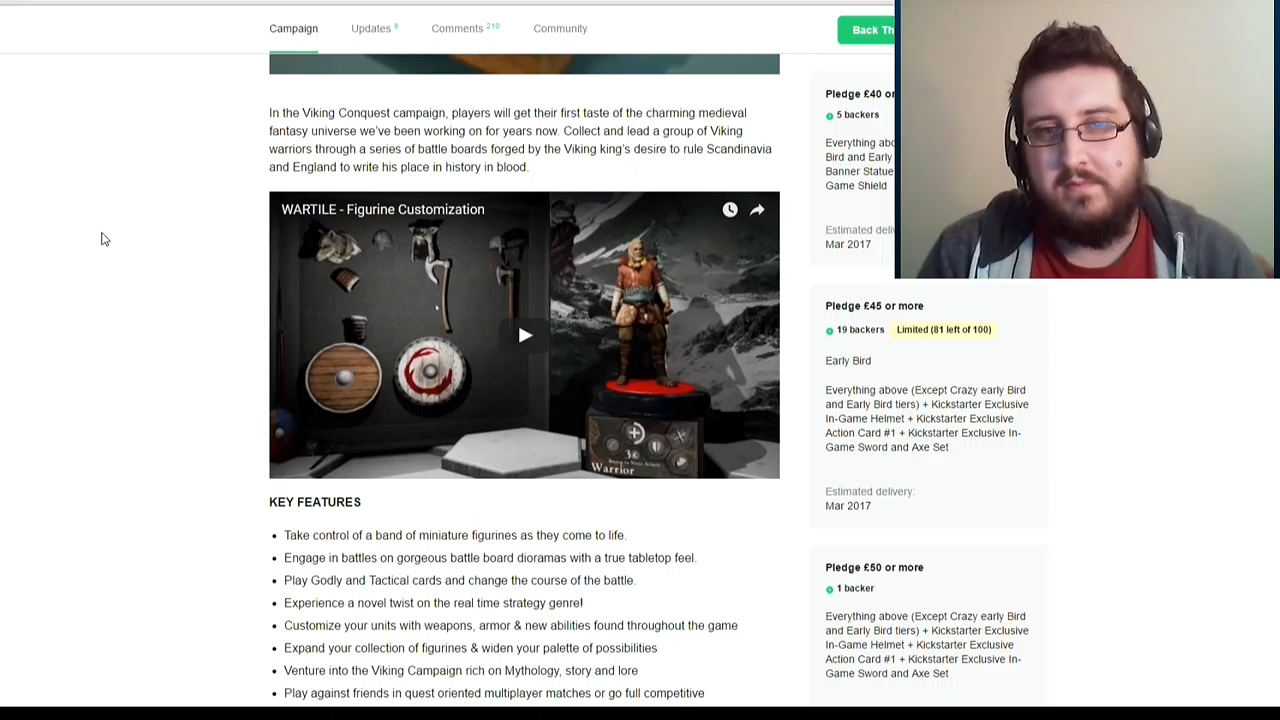 Campaign
Updates 8
Comments 210
Community
Back Th
In the Viking Conquest campaign, players will get their first taste of the charming medieval
fantasy universe we've been working on for years now. Collect and lead a group of Viking
warriors through a series of battle boards forged by the Viking king's desire to rule Scandinavia
and England to write his place in history in blood.
WARTILE - Figurine Customization
3
Warrior
KEY FEATURES
Take control of a band of miniature figurines as they come to life.
Engage in battles on gorgeous battle board dioramas with a true tabletop feel.
Play Godly and Tactical cards and change the course of the battle.
Experience a novel twist on the real time strategy genre!
Customize your units with weapons, armor & new abilities found throughout the game
Expand your collection of figurines & widen your palette of possibilities
Venture into the Viking Campaign rich on Mythology, story and lore
Play against friends in quest oriented multiplayer matches or go full competitive
Pledge £40 or
5 backers
Everything abo
Bird and Early
Banner Statue
Game Shield
Estimated deliv
Mar 2017
Pledge £45 or more
19 backers Limited (81 left of 100)
Early Bird
Everything above (Except Crazy early Bird
and Early Bird tiers) + Kickstarter Exclusive
In-Game Helmet + Kickstarter Exclusive
Action Card #1 + Kickstarter Exclusive In-
Game Sword and Axe Set
Estimated delivery:
Mar 2017
Pledge £50 or more
1 backer
Everything above (Except Crazy early Bird
and Early Bird tiers) + Kickstarter Exclusive
In-Game Helmet + Kickstarter Exclusive
Action Card #1 + Kickstarter Exclusive In-
Game Sword and Axe Set